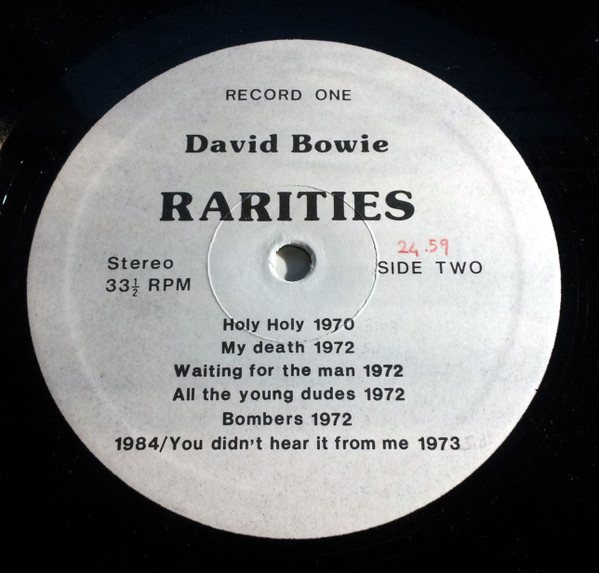 RECORD ONE
David Bowie
RARITIES
Stereo
33½ RPM
24.59
SIDE TWO
Holy Holy 1970
My death 1972
Waiting for the man 1972
All the young dudes 1972
Bombers 1972
1984/You didn't hear it from me 1973